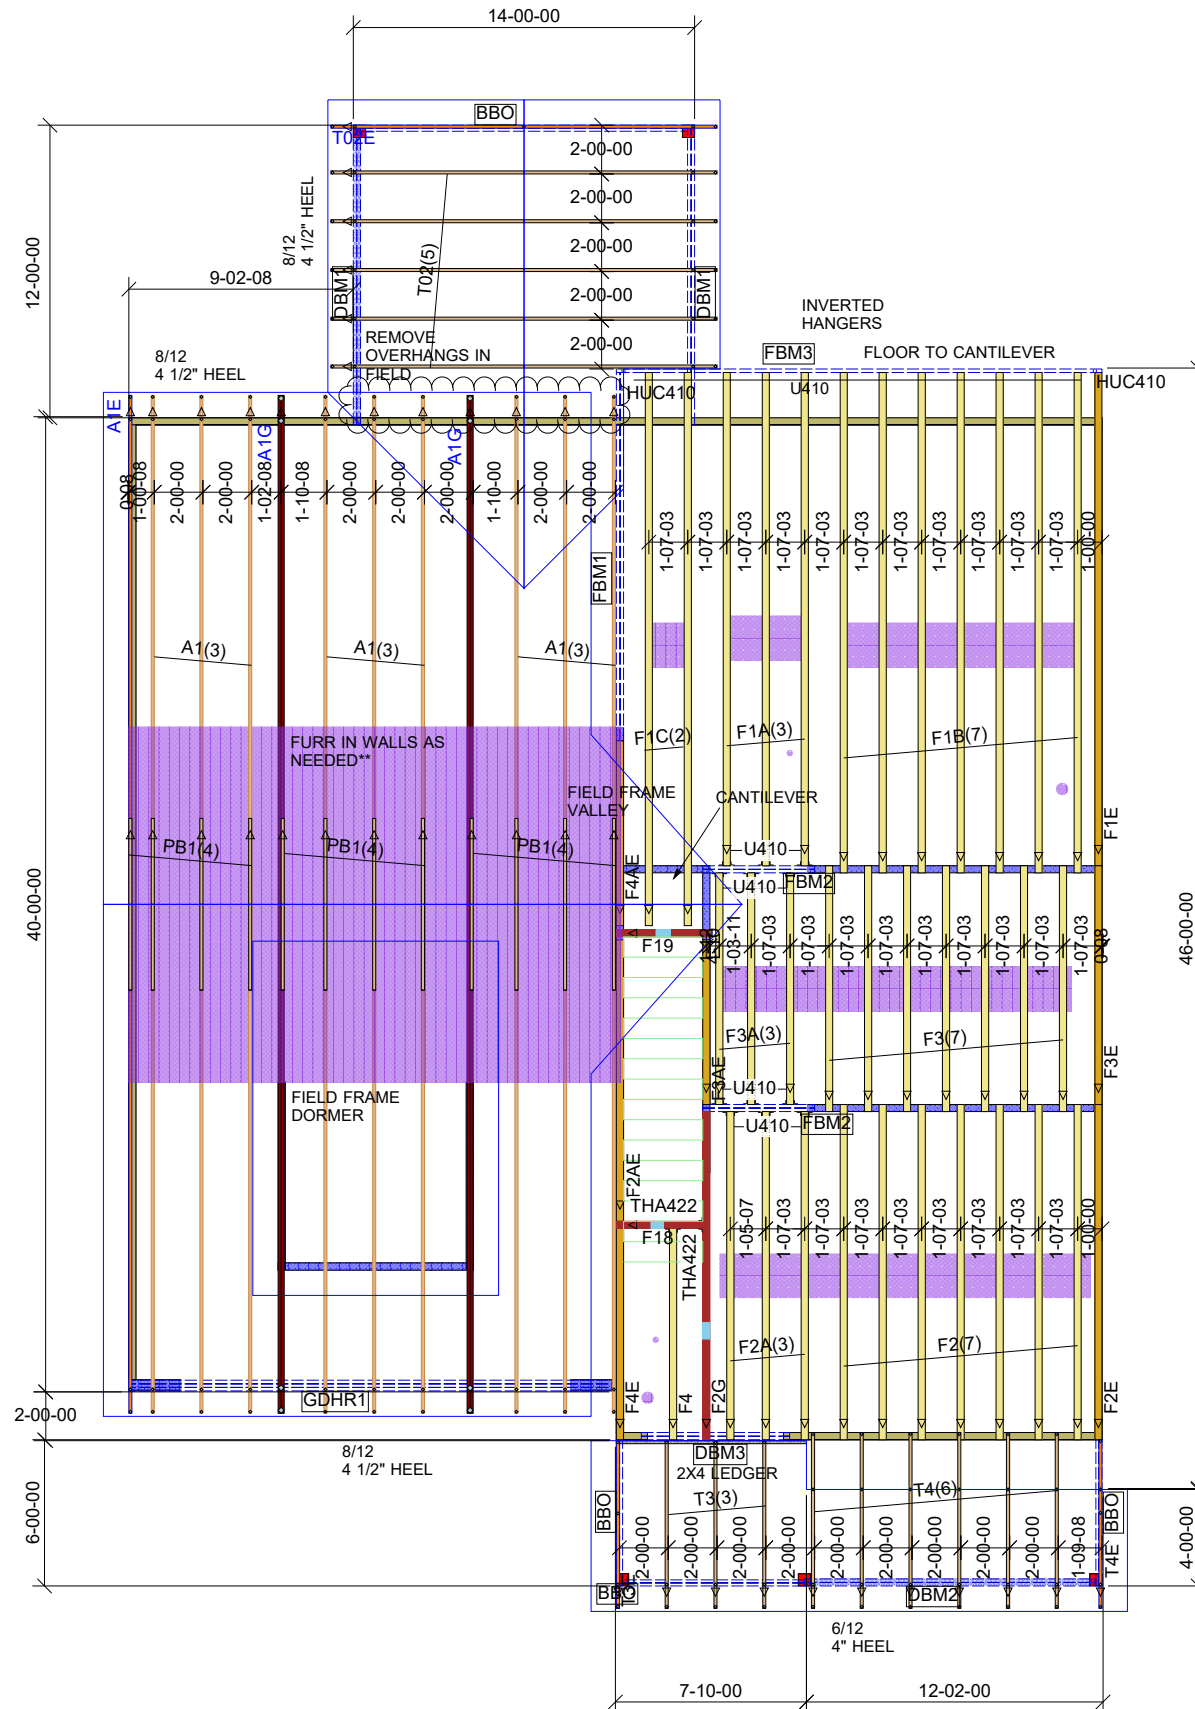 14-00-00
BBO
T02E
2-00-00
2-00-00
2-00-00
2-00-00
2-00-00
12-00-00
8/12
4 1/2" HEEL
T02(5)
9-02-08
DBM1
DBM1
INVERTED
HANGERS
REMOVE
OVERHANGS IN
FIELD
FBM3
FLOOR TO CANTILEVER
8/12
4 1/2" HEEL
HUC410
U410
HUC410
A1E
A1G
A1G
0-08
1-00-08
2-00-00
2-00-00
1-02-08
1-10-08
2-00-00
2-00-00
2-00-00
1-10-00
2-00-00
2-00-00
1-07-03
1-07-03
1-07-03
1-07-03
1-07-03
1-07-03
1-07-03
1-07-03
1-07-03
1-07-03
1-07-03
1-00-00
FBM1
A1(3)
A1(3)
A1(3)
FURR IN WALLS AS
NEEDED**
F1C(2)
F1A(3)
F1B(7)
FIELD FRAME
VALLEY
CANTILEVER
F1E
PB1(4)
PB1(4)
PB1(4)
U410
F4AE
U410
FBM2
40-00-00
46-00-00
F19
1-03-11
1-07-03
1-07-03
1-07-03
1-07-03
1-07-03
1-07-03
1-07-03
1-07-03
1-07-03
0-08
F3A(3)
F3(7)
F3AE
F3E
FIELD FRAME
DORMER
U410
U410
FBM2
F2AE
THA422
F18
THA422
1-05-07
1-07-03
1-07-03
1-07-03
1-07-03
1-07-03
1-07-03
1-07-03
1-07-03
1-00-00
F2A(3)
F2(7)
F4E
F4
F2G
F2E
GDHR1
2-00-00
8/12
4 1/2" HEEL
DBM3
2X4 LEDGER
T3(3)
T4(6)
BBO
BBO
6-00-00
2-00-00
2-00-00
2-00-00
2-00-00
2-00-00
2-00-00
2-00-00
2-00-00
2-00-00
1-09-08
T4E
4-00-00
BBO
DBM2
6/12
4" HEEL
7-10-00
12-02-00